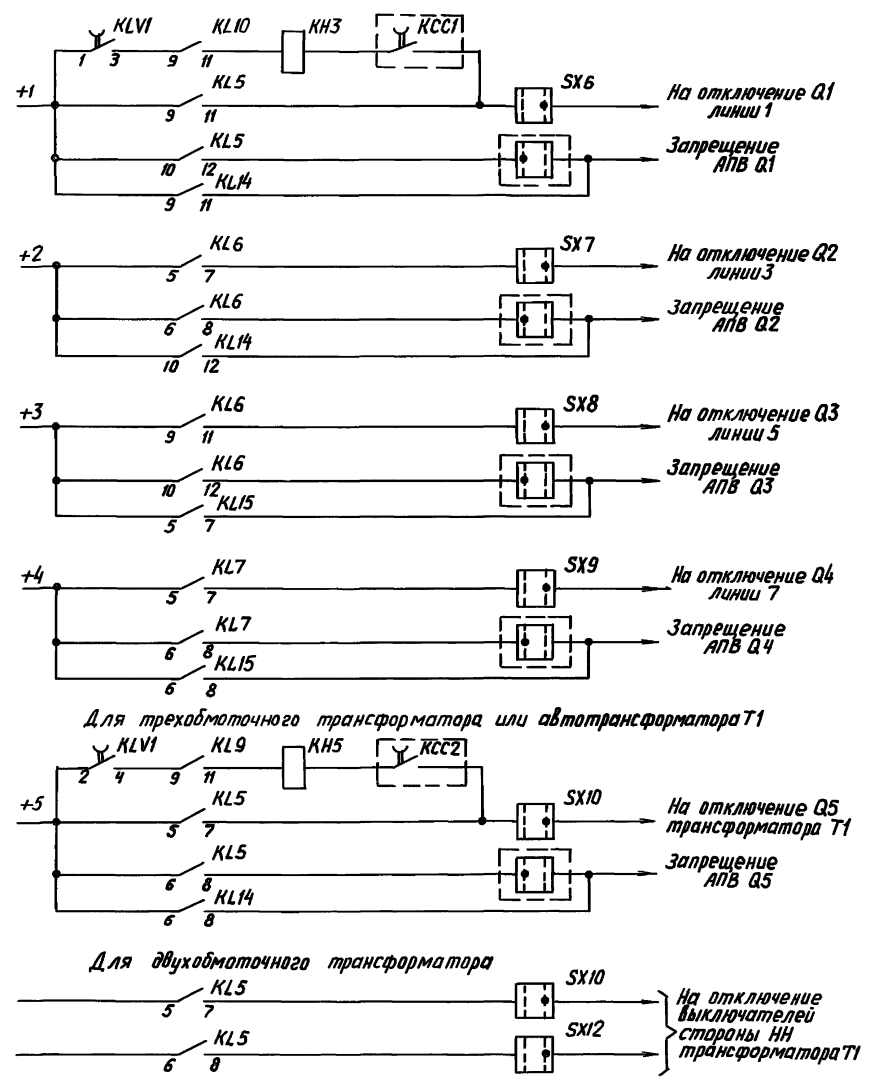 KLV1 KL10 KH3 KCC1
1 3 9 11
+1 KL5 SX6 На отключение Q1
9 11 линии 1
KL5 Запрещение
10 12 АПВ Q1
KL14
9 11
+2 KL6 SX7 На отключение Q2
5 7 линии 3
KL6 Запрещение
6 8 АПВ Q2
KL14
10 12
+3 KL6 SX8 На отключение Q3
9 11 линии 5
KL6 Запрещение
10 12 АПВ Q3
KL15
5 7
+4 KL7 SX9 На отключение Q4
5 7 линии 7
KL7 Запрещение
6 8 АПВ Q4
KL15
6 8
Для трехобмоточного трансформатора или автотрансформатора T1
KLV1 KL9 KH5 KCC2
2 4 9 11
+5 KL5 SX10 На отключение Q5
5 7 трансформатора T1
KL5 Запрещение
6 8 АПВ Q5
KL14
6 8
Для двухобмоточного трансформатора
KL5 SX10 На отключение
5 7 выключателей
KL5 SX12 стороны НН
6 8 трансформатора T1